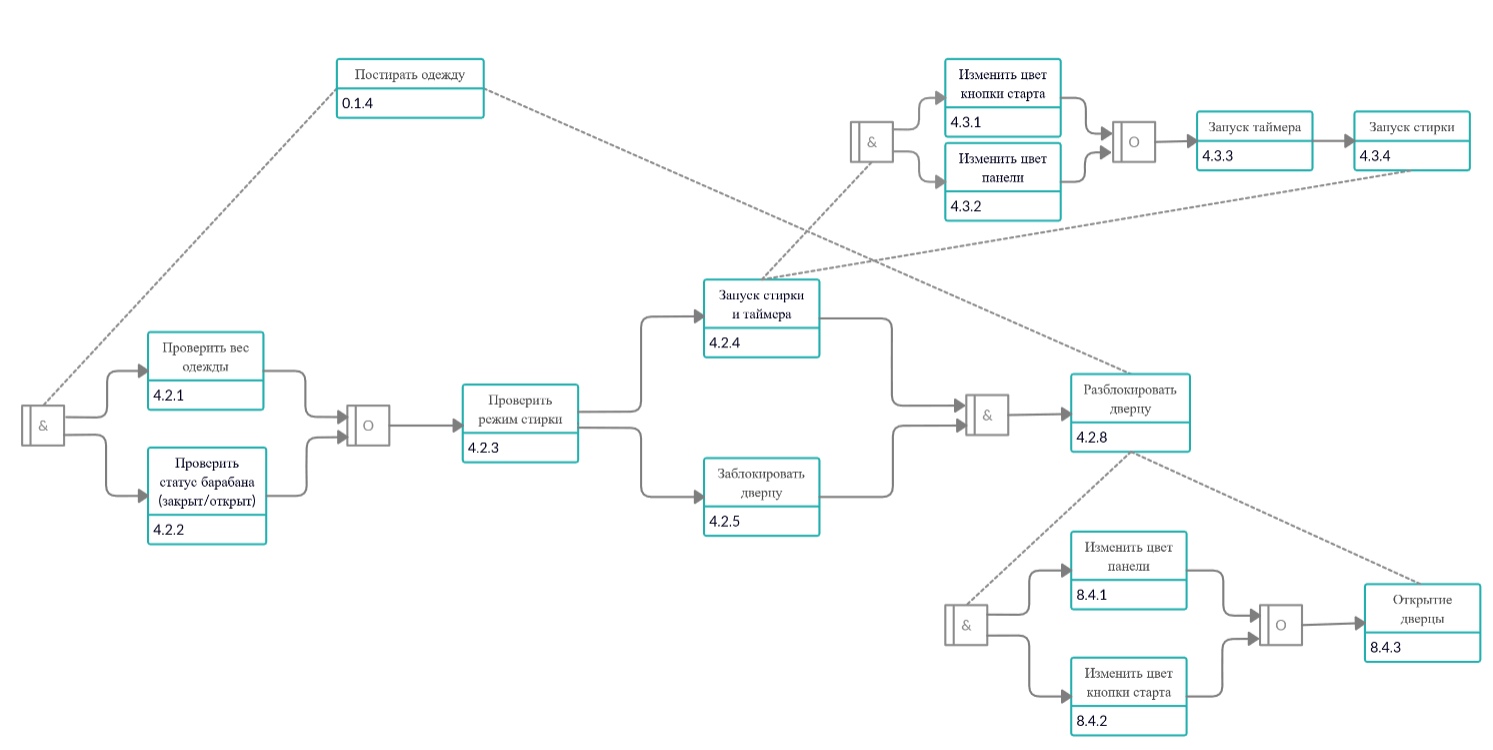 Постирать одежду
0.1.4
&
Изменить цвет
кнопки старта
4.3.1
Изменить цвет
панели
4.3.2
O
Запуск таймера
4.3.3
Запуск стирки
4.3.4
&
Проверить вес
одежды
4.2.1
Проверить
статус барабана
(закрыт/открыт)
4.2.2
O
Проверить
режим стирки
4.2.3
Запуск стирки
и таймера
4.2.4
Заблокировать
дверцу
4.2.5
&
Разблокировать
дверцу
4.2.8
&
Изменить цвет
панели
8.4.1
Изменить цвет
кнопки старта
8.4.2
O
Открытие
дверцы
8.4.3